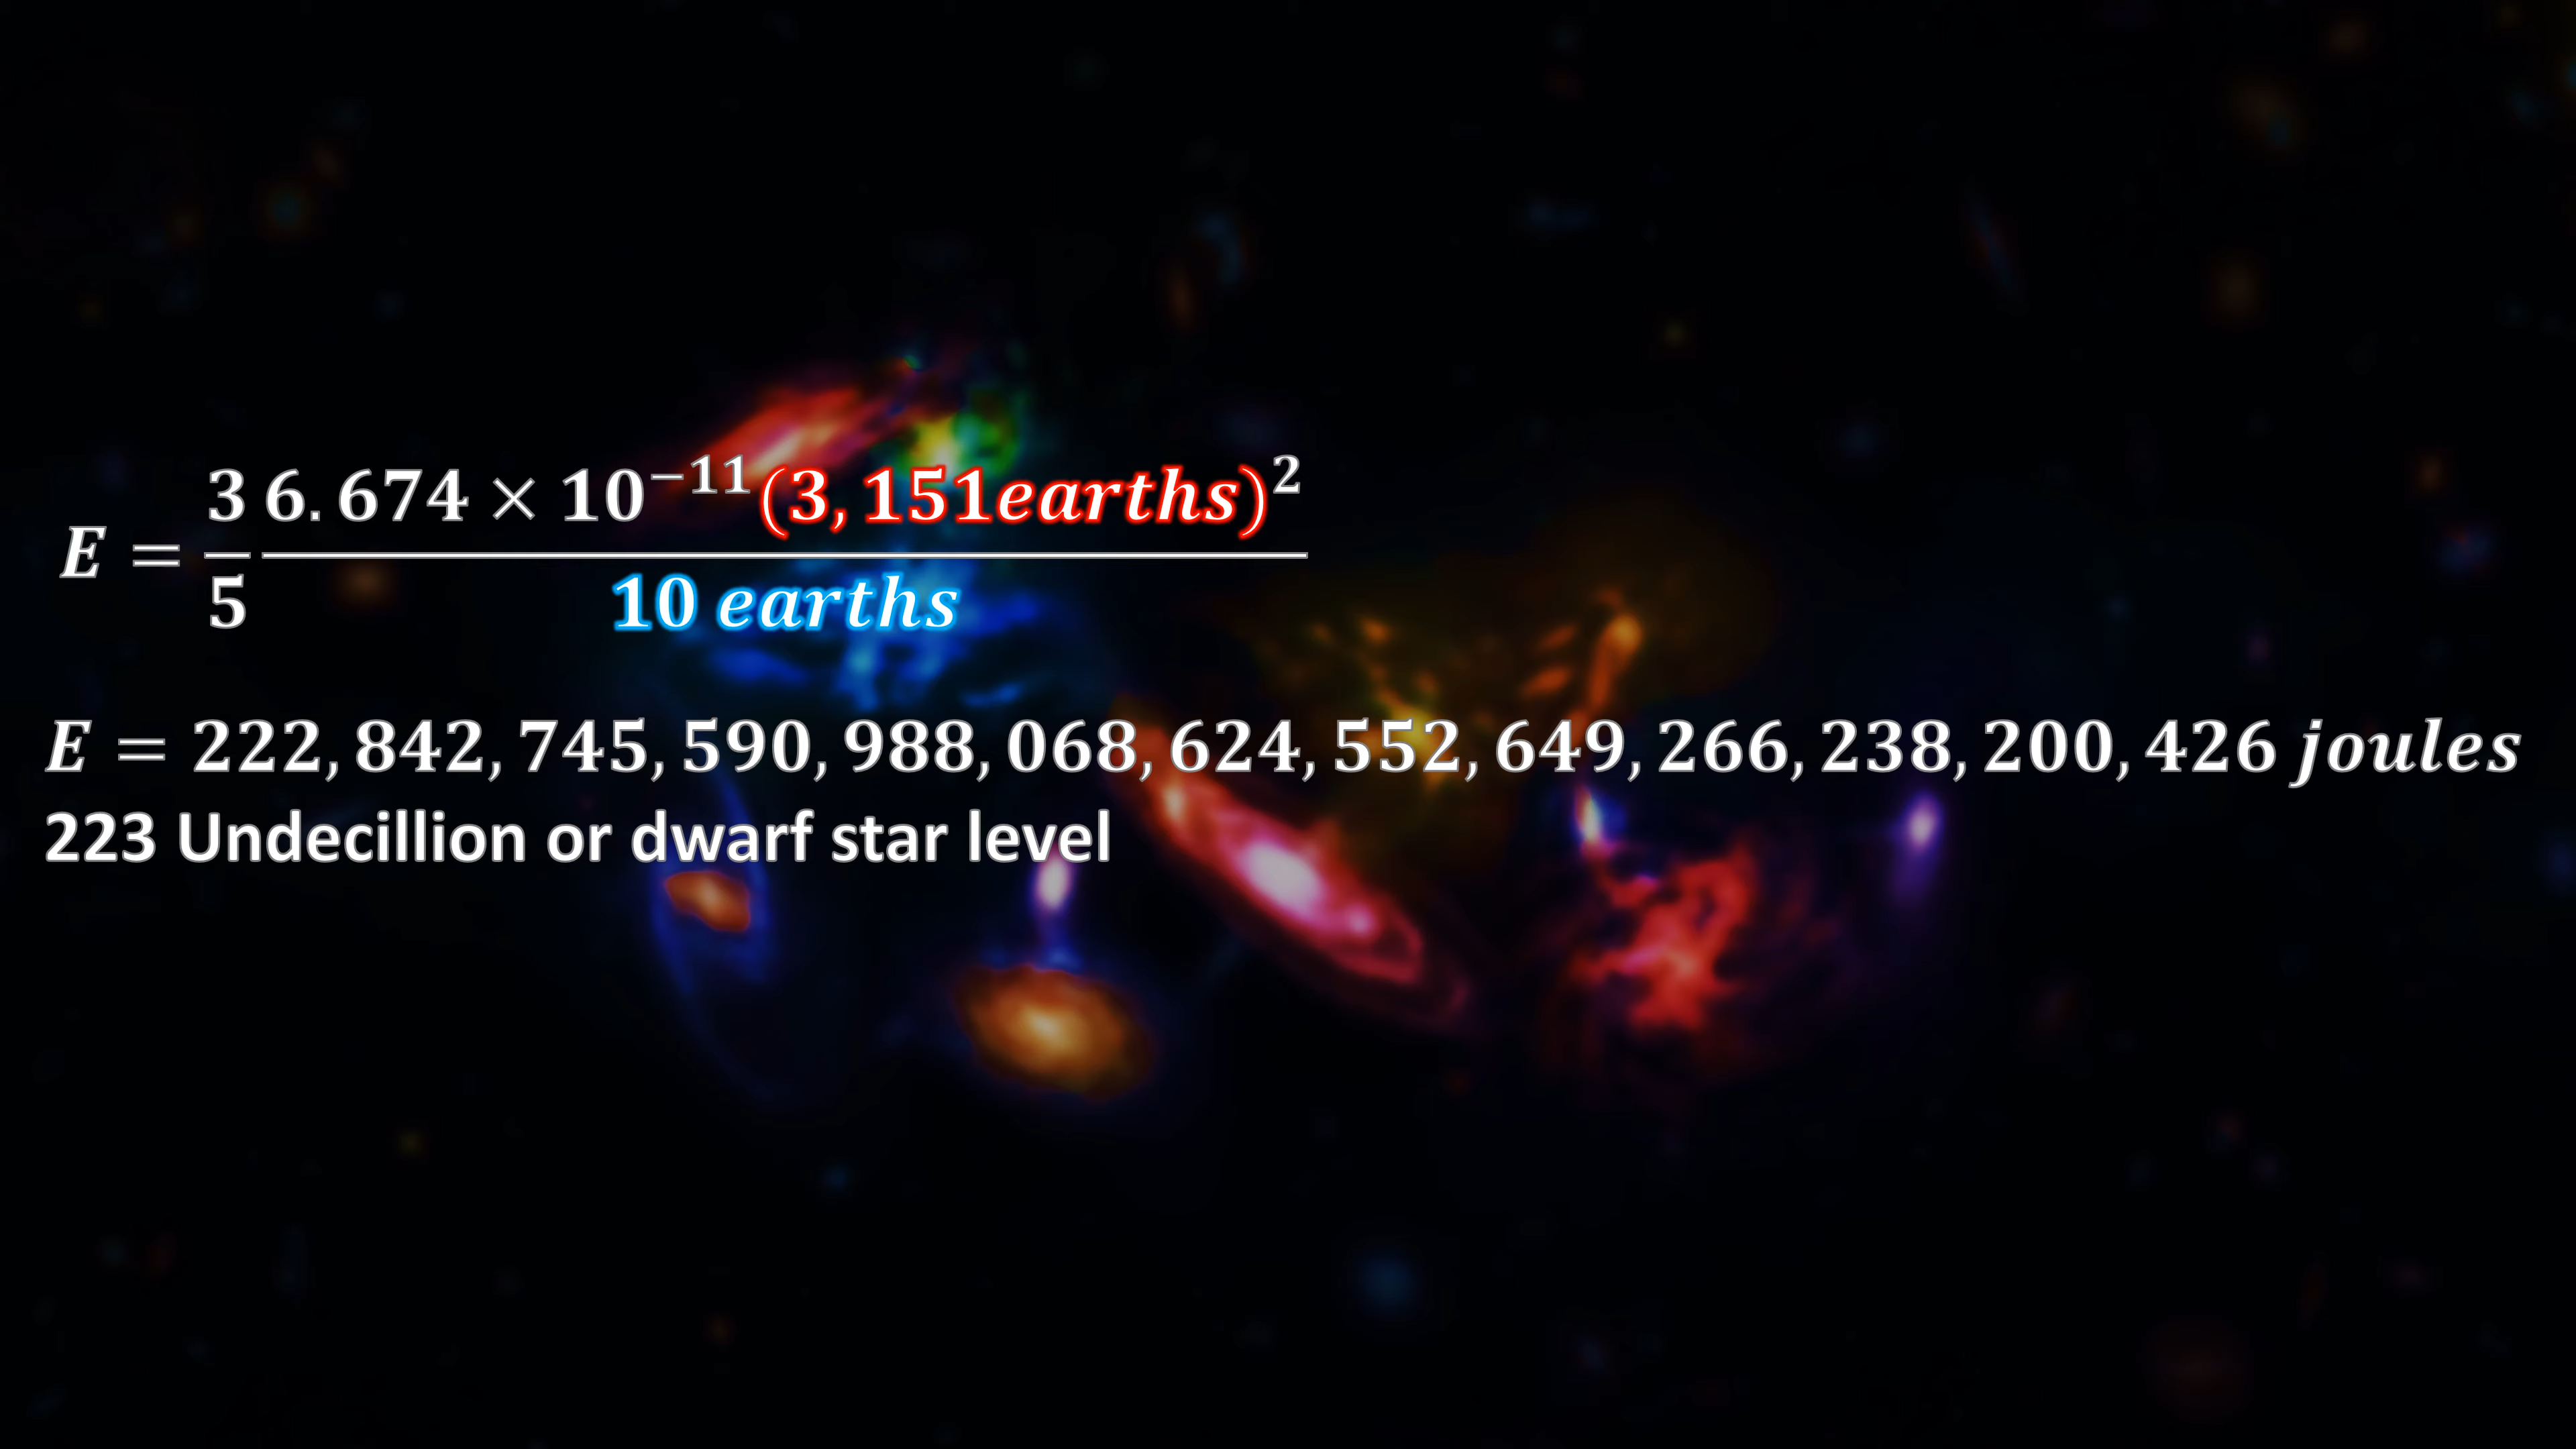 E = 3/5 6.674 × 10⁻¹¹(3,151earths)² / 10 earths
E = 222,842,745,590,988,068,624,552,649,266,238,200,426 joules
223 Undecillion or dwarf star level